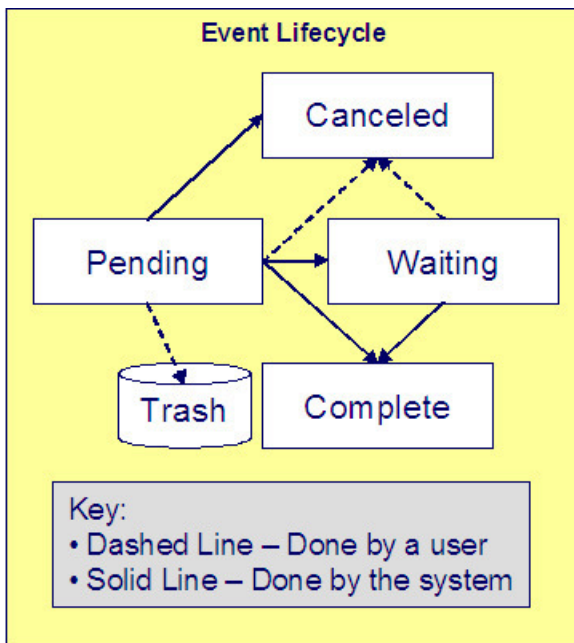 Event Lifecycle
Canceled
Pending
Waiting
Trash
Complete
Key:
• Dashed Line – Done by a user
• Solid Line – Done by the system